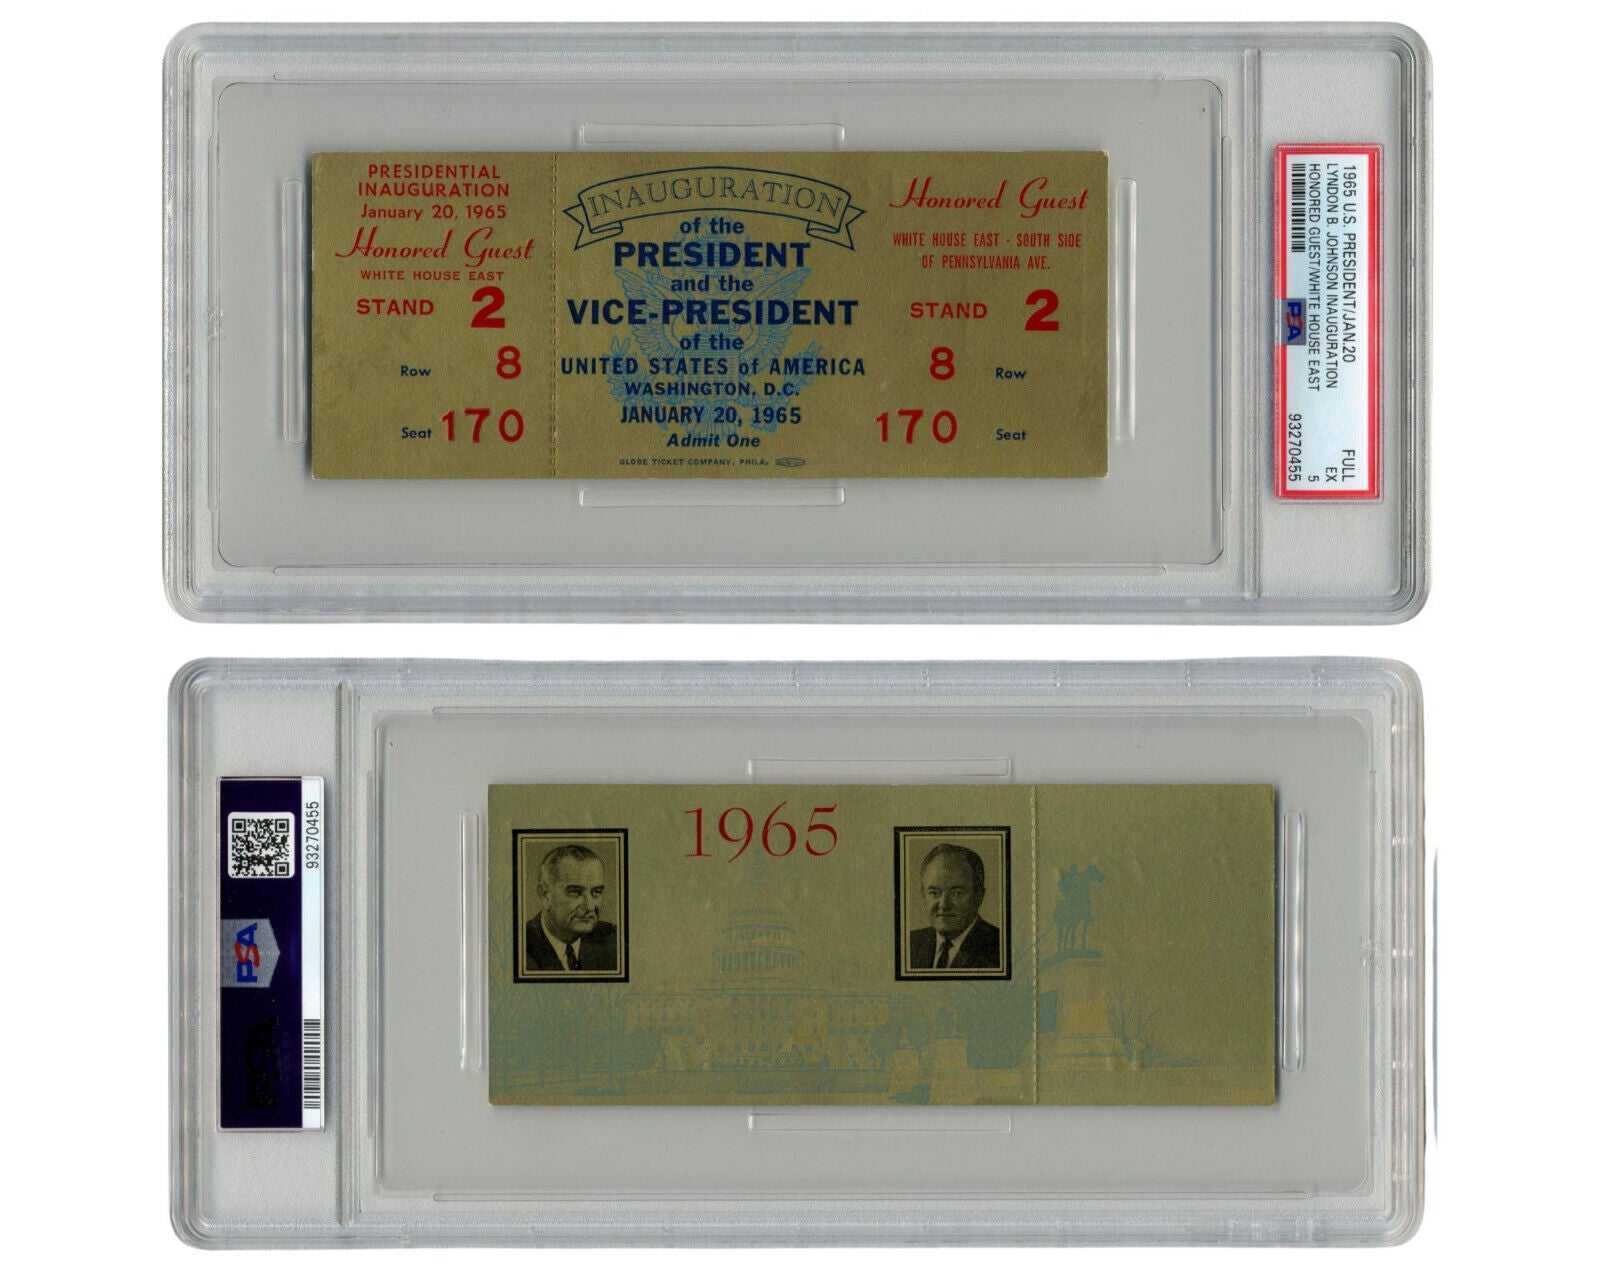 PRESIDENTIAL
INAUGURATION
January 20, 1965
Honored Guest
WHITE HOUSE EAST
STAND 2
Row 8
Seat 170
INAUGURATION
of the
PRESIDENT
and the
VICE-PRESIDENT
of the
UNITED STATES of AMERICA
WASHINGTON, D.C.
JANUARY 20, 1965
Admit One
GLOBE TICKET COMPANY, PHILA.
Honored Guest
WHITE HOUSE EAST - SOUTH SIDE
OF PENNSYLVANIA AVE.
STAND 2
8 Row
170 Seat
1965 U.S. PRESIDENT/JAN.20 FULL
LYNDON B. JOHNSON INAUGURATION EX
HONORED GUEST/WHITE HOUSE EAST 5
93270455
PSA
93270455
PSA
1965